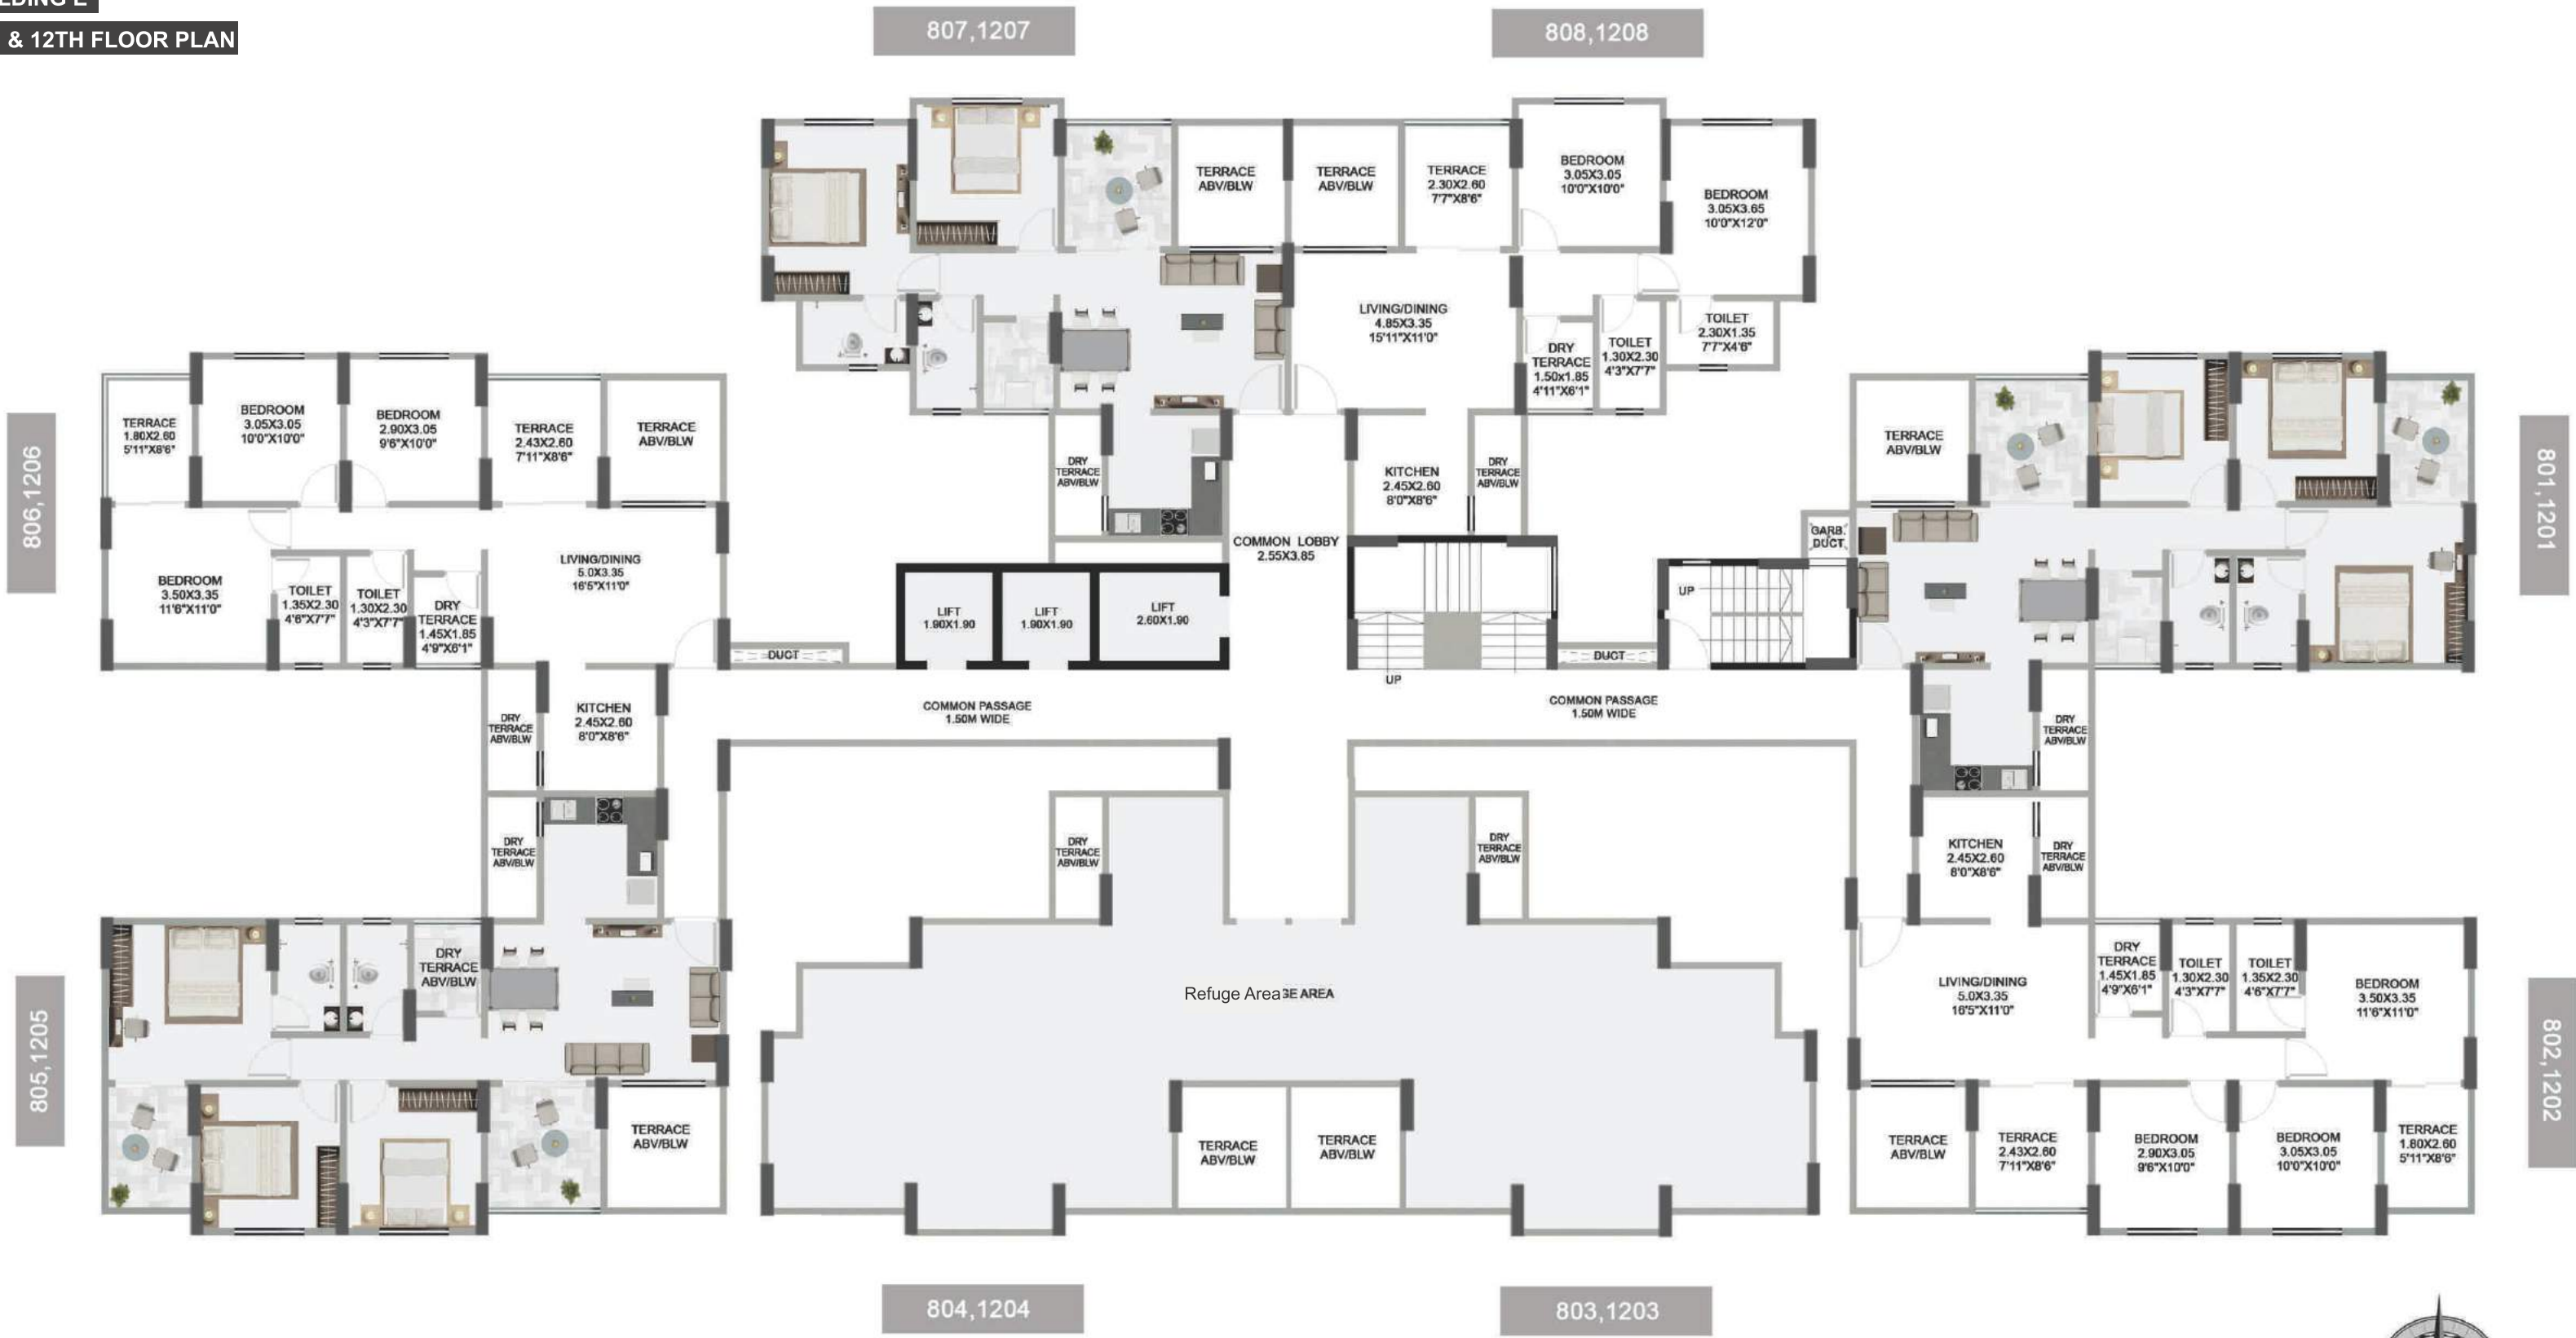 & 12TH FLOOR PLAN
807,1207
808,1208
TERRACE
ABV/BLW
TERRACE
ABV/BLW
TERRACE
2.30X2.60
7'7"X8'6"
BEDROOM
3.05X3.05
10'0"X10'0"
BEDROOM
3.05X3.65
10'0"X12'0"
LIVING/DINING
4.85X3.35
15'11"X11'0"
DRY
TERRACE
1.50x1.85
4'11"X6'1"
TOILET
1.30X2.30
4'3"X7'7"
TOILET
2.30X1.35
7'7"X4'6"
DRY
TERRACE
ABV/BLW
KITCHEN
2.45X2.60
8'0"X8'6"
DRY
TERRACE
ABV/BLW
COMMON LOBBY
2.55X3.85
806,1206
TERRACE
1.80X2.60
5'11"X8'6"
BEDROOM
3.05X3.05
10'0"X10'0"
BEDROOM
2.90X3.05
9'6"X10'0"
TERRACE
2.43X2.60
7'11"X8'6"
TERRACE
ABV/BLW
BEDROOM
3.50X3.35
11'6"X11'0"
TOILET
1.35X2.30
4'6"X7'7"
TOILET
1.30X2.30
4'3"X7'7"
DRY
TERRACE
1.45X1.85
4'9"X6'1"
LIVING/DINING
5.0X3.35
16'5"X11'0"
DUCT
LIFT
1.90X1.90
LIFT
1.90X1.90
LIFT
2.60X1.90
UP
DUCT
UP
GARB.
DUCT
TERRACE
ABV/BLW
801,1201
DRY
TERRACE
ABV/BLW
KITCHEN
2.45X2.60
8'0"X8'6"
COMMON PASSAGE
1.50M WIDE
COMMON PASSAGE
1.50M WIDE
DRY
TERRACE
ABV/BLW
DRY
TERRACE
ABV/BLW
DRY
TERRACE
ABV/BLW
DRY
TERRACE
ABV/BLW
KITCHEN
2.45X2.60
8'0"X8'6"
DRY
TERRACE
ABV/BLW
805,1205
DRY
TERRACE
ABV/BLW
TERRACE
ABV/BLW
Refuge Area
GE AREA
TERRACE
ABV/BLW
TERRACE
ABV/BLW
LIVING/DINING
5.0X3.35
16'5"X11'0"
DRY
TERRACE
1.45X1.85
4'9"X6'1"
TOILET
1.30X2.30
4'3"X7'7"
TOILET
1.35X2.30
4'6"X7'7"
BEDROOM
3.50X3.35
11'6"X11'0"
TERRACE
ABV/BLW
TERRACE
2.43X2.60
7'11"X8'6"
BEDROOM
2.90X3.05
9'6"X10'0"
BEDROOM
3.05X3.05
10'0"X10'0"
TERRACE
1.80X2.60
5'11"X8'6"
802,1202
804,1204
803,1203